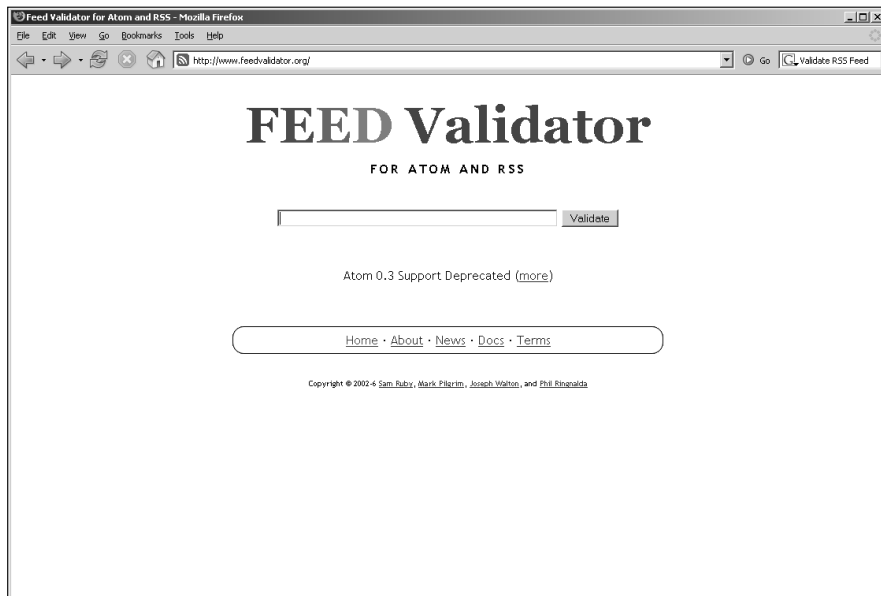 Feed Validator for Atom and RSS - Mozilla Firefox
File Edit View Go Bookmarks Tools Help
http://www.feedvalidator.org/ Go G Validate RSS Feed
FEED Validator
FOR ATOM AND RSS
Validate
Atom 0.3 Support Deprecated (more)
Home · About · News · Docs · Terms
Copyright © 2002-6 Sam Ruby, Mark Pilgrim, Joseph Walton, and Phil Ringnalda